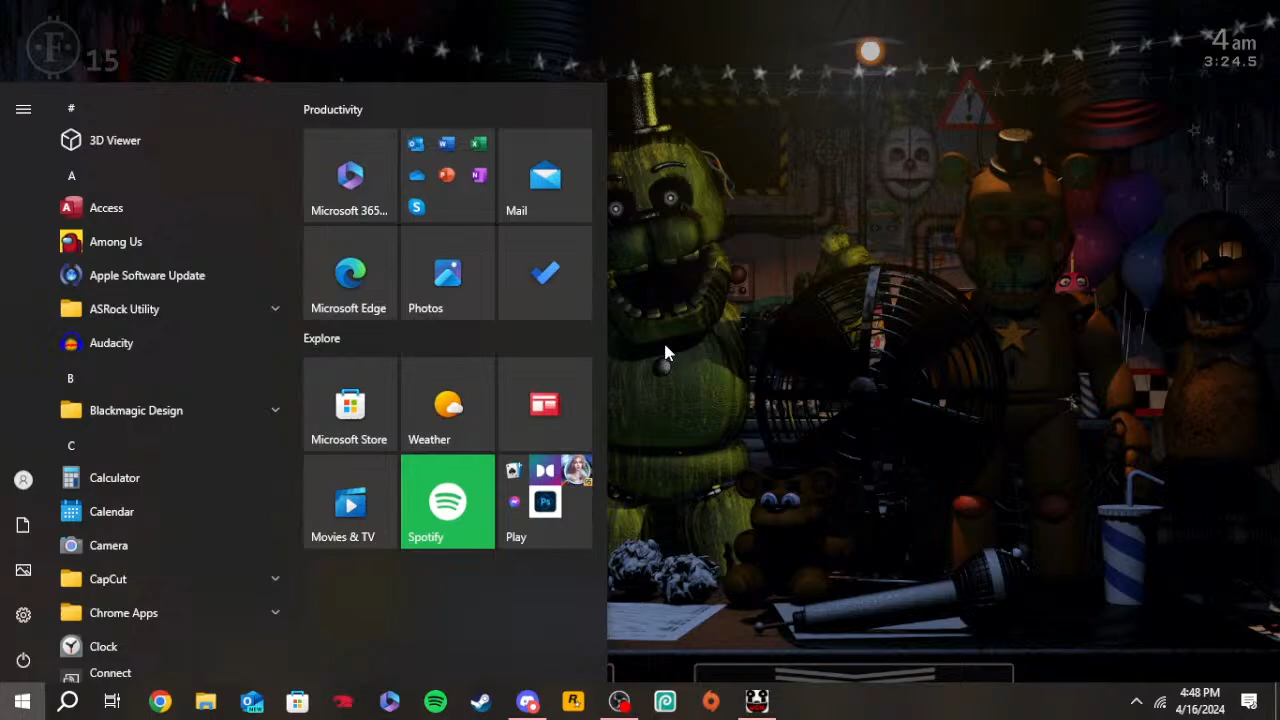 15
4 am
3:24.5
#
3D Viewer
A
Access
Among Us
Apple Software Update
ASRock Utility
Audacity
B
Blackmagic Design
C
Calculator
Calendar
Camera
CapCut
Chrome Apps
Clock
Connect
Productivity
Microsoft 365...
Mail
Microsoft Edge
Photos
Explore
Microsoft Store
Weather
Movies & TV
Spotify
Ps
Play
4:48 PM
4/16/2024